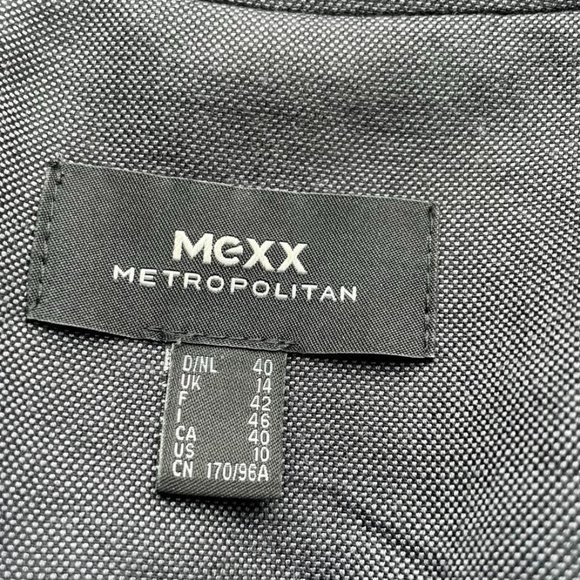 MEXX
METROPOLITAN
D/NL 40
UK 14
F 42
I 46
CA 40
US 10
CN 170/96A